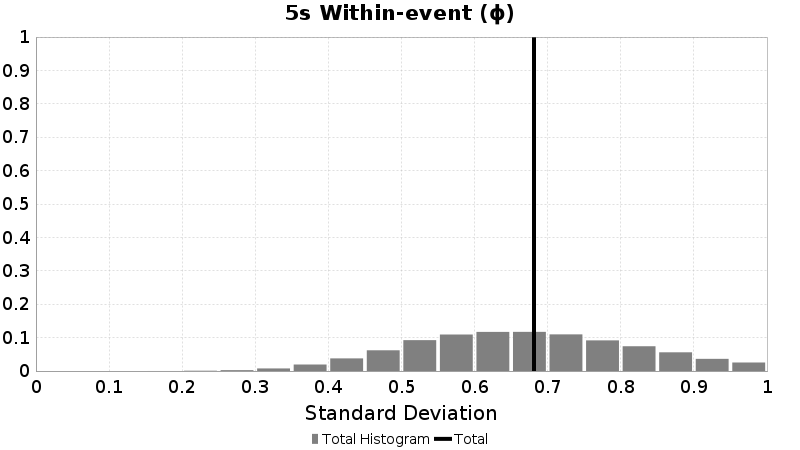 5s Within-event (ϕ)
1
0.9
0.8
0.7
0.6
0.5
0.4
0.3
0.2
0.1
0
0 0.1 0.2 0.3 0.4 0.5 0.6 0.7 0.8 0.9 1
Standard Deviation
Total Histogram Total